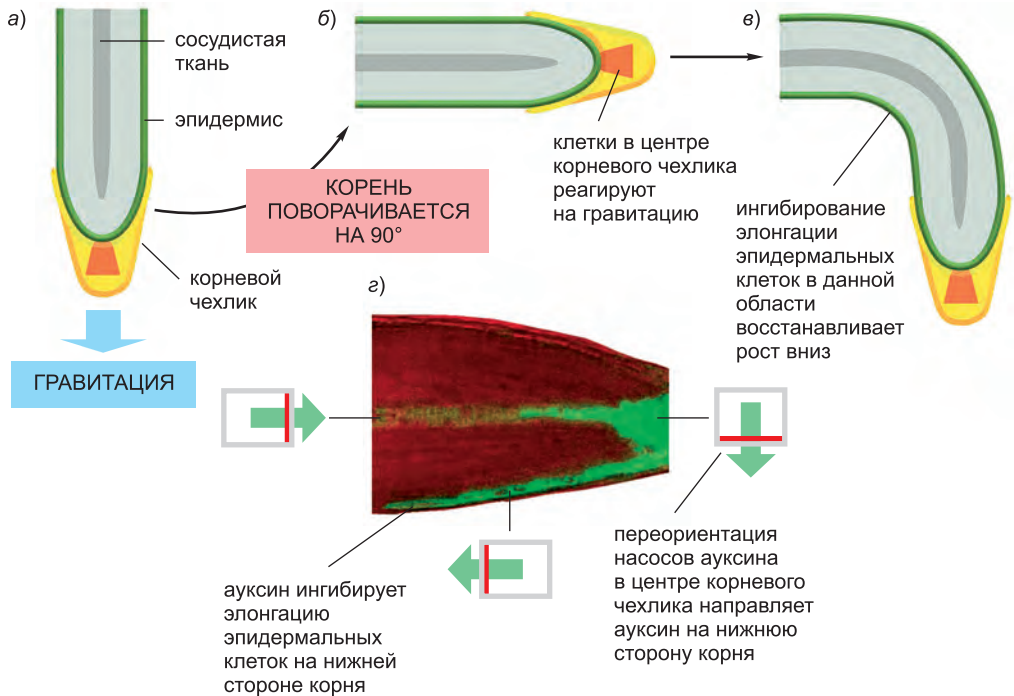 а)
сосудистая
ткань
эпидермис
корневой
чехлик
ГРАВИТАЦИЯ
КОРЕНЬ
ПОВОРАЧИВАЕТСЯ
НА 90°
б)
клетки в центре
корневого чехлика
реагируют
на гравитацию
в)
ингибирование
элонгации
эпидермальных
клеток в данной
области
восстанавливает
рост вниз
г)
ауксин ингибирует
элонгацию
эпидермальных
клеток на нижней
стороне корня
переориентация
насосов ауксина
в центре корневого
чехлика направляет
ауксин на нижнюю
сторону корня